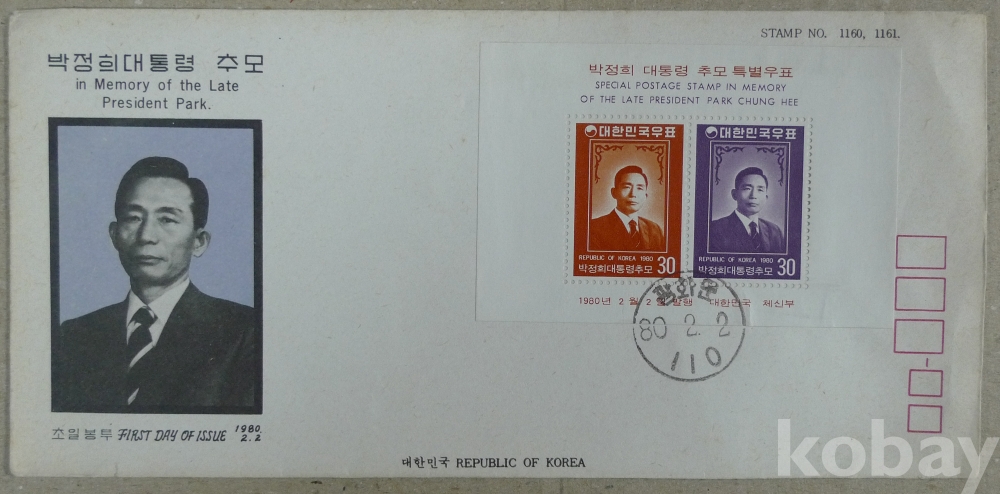 STAMP NO. 1160, 1161.
박정희대통령 추모
in Memory of the Late
President Park.
박정희 대통령 추모 특별우표
SPECIAL POSTAGE STAMP IN MEMORY
OF THE LATE PRESIDENT PARK CHUNG HEE
대한민국우표
REPUBLIC OF KOREA 1980
박정희대통령추모 30
대한민국우표
REPUBLIC OF KOREA 1980
박정희대통령추모 30
1980년 2월 2일 발행 대한민국 체신부
광화문
80 2. 2
110
초일봉투 FIRST DAY OF ISSUE 1980.
2.2
대한민국 REPUBLIC OF KOREA
kobay